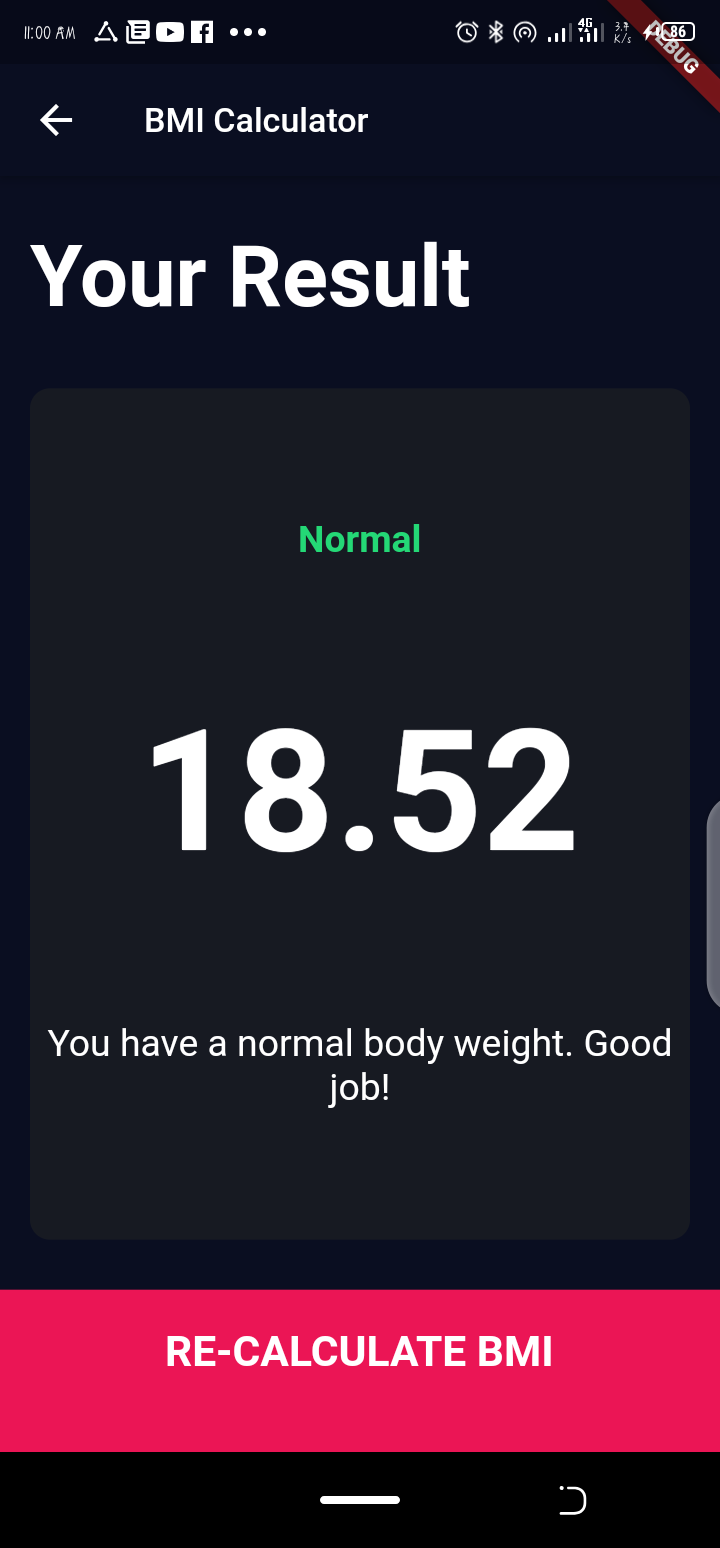 11:00 AM 4G 3.7 K/s 86
DEBUG
BMI Calculator
Your Result
Normal
18.52
You have a normal body weight. Good
job!
RE-CALCULATE BMI